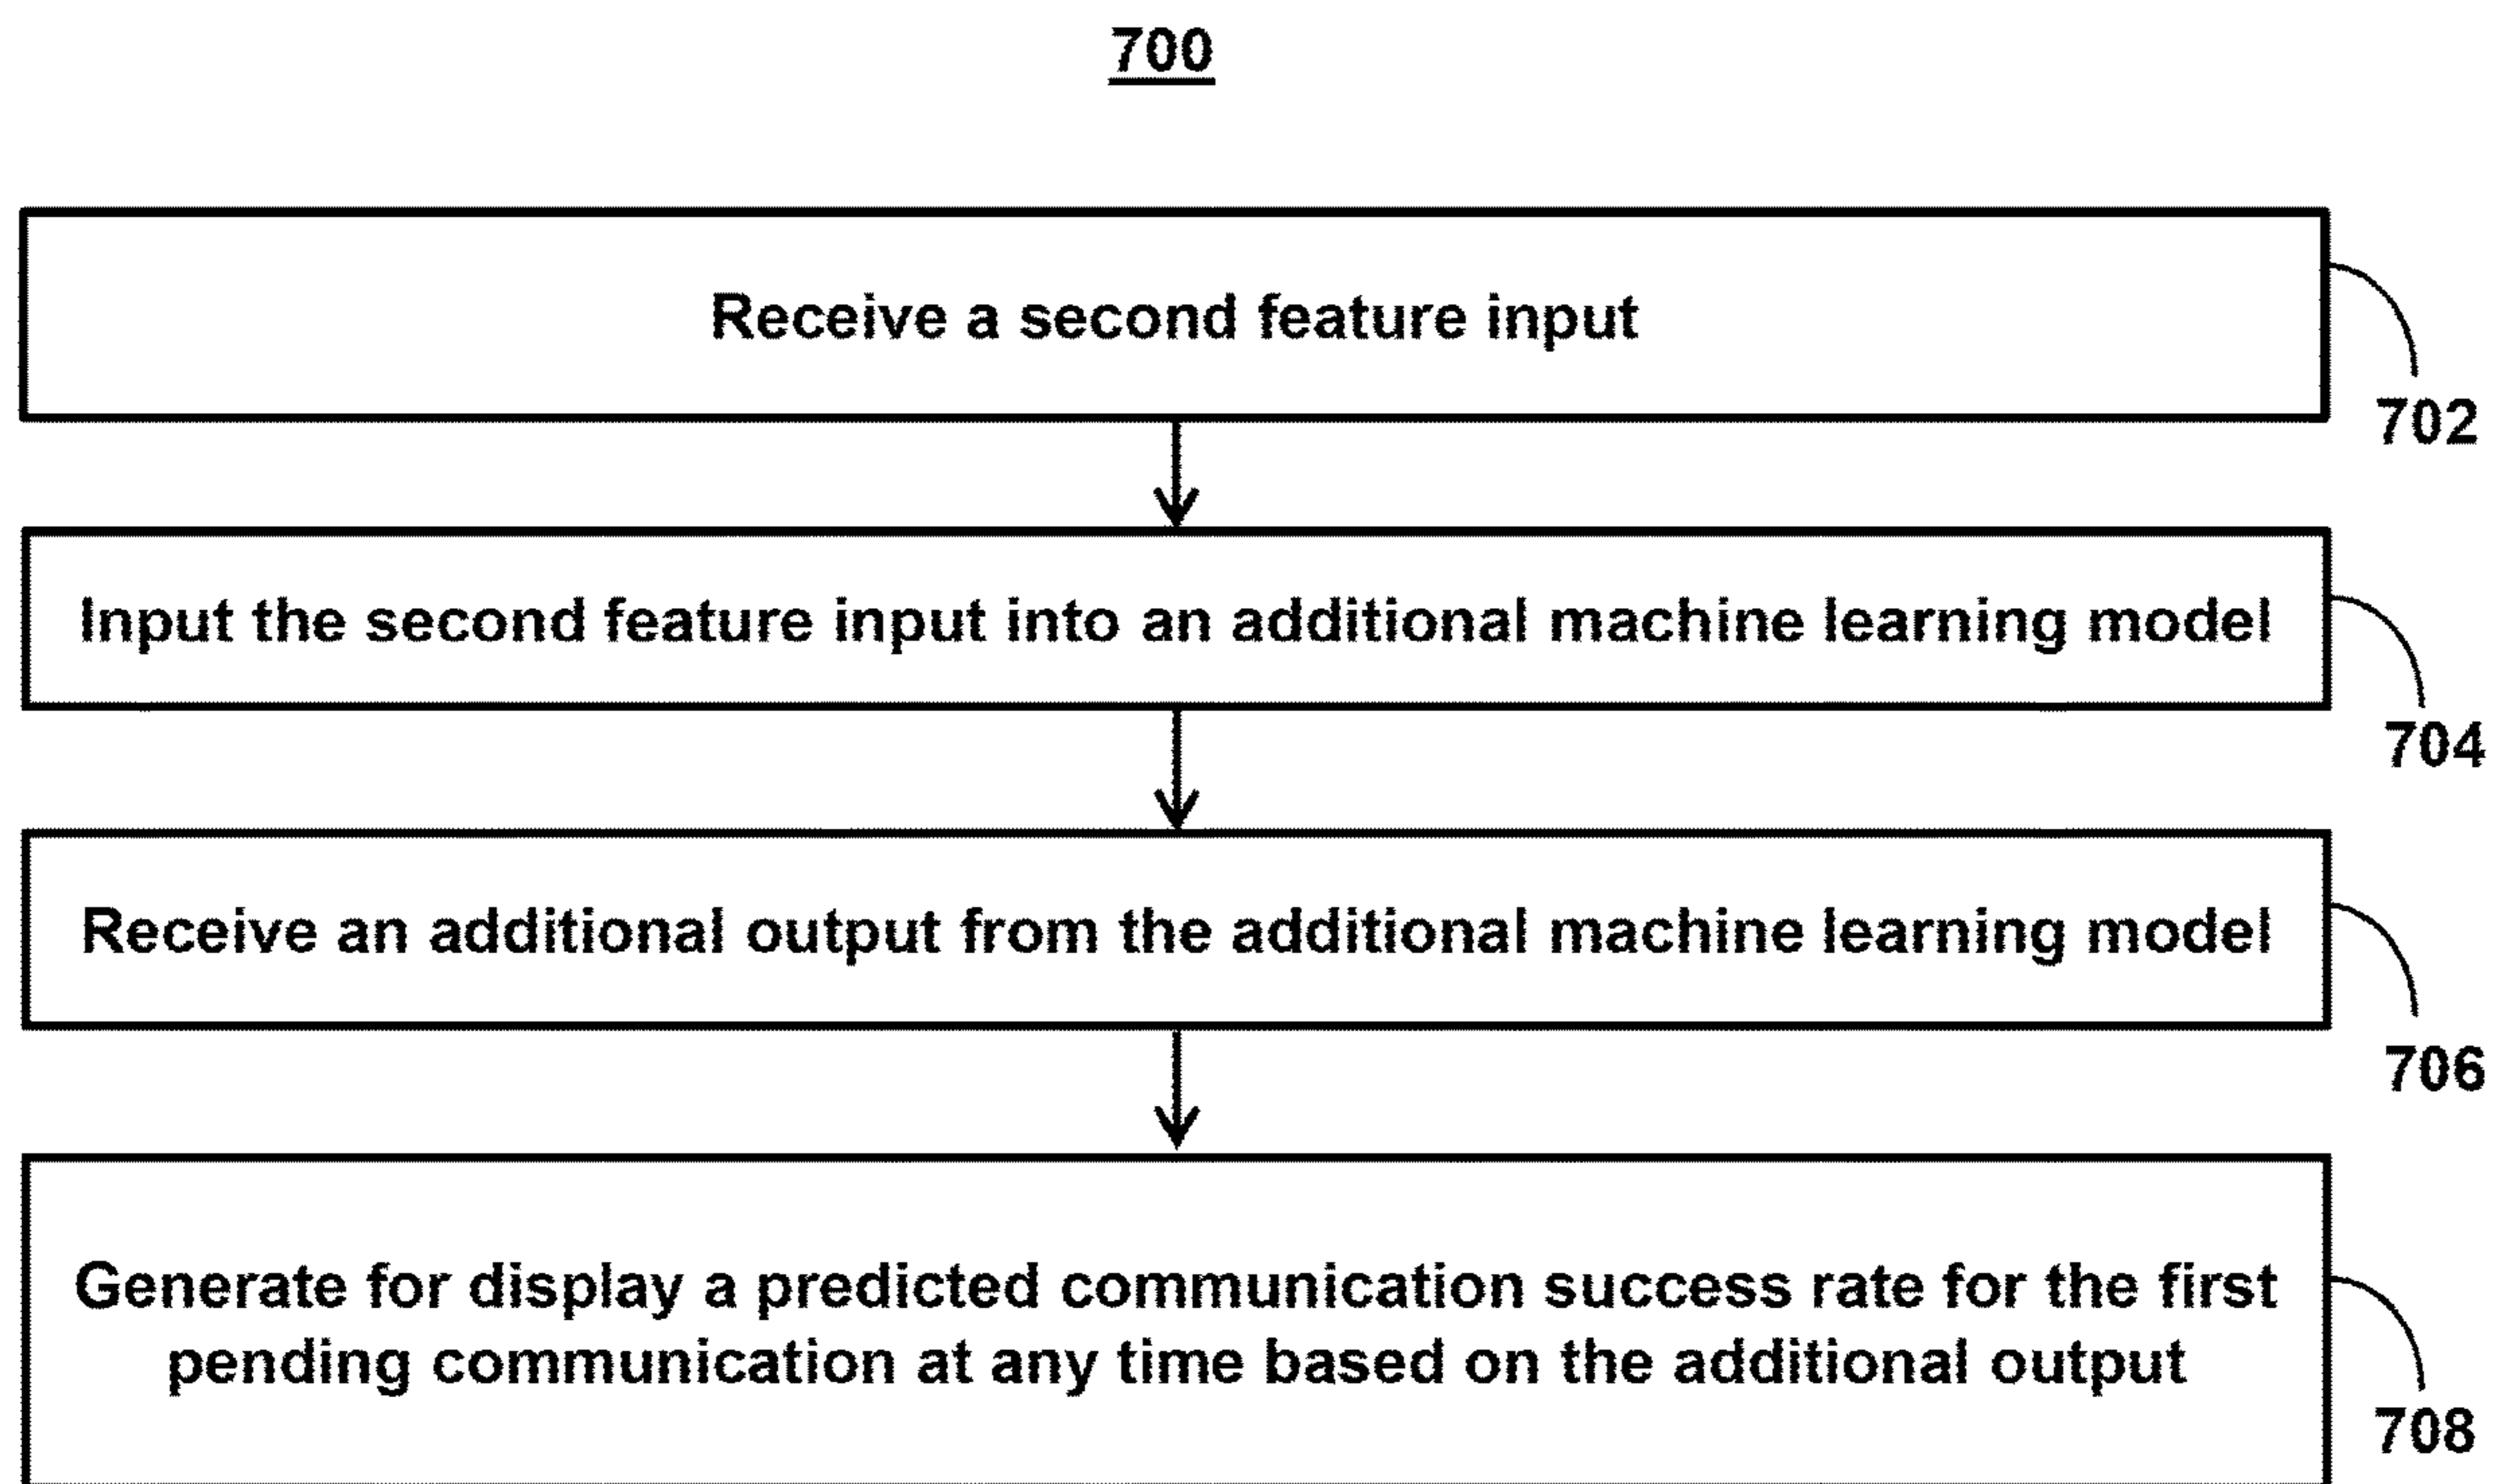 700
Receive a second feature input
702
Input the second feature input into an additional machine learning model
704
Receive an additional output from the additional machine learning model
706
Generate for display a predicted communication success rate for the first
pending communication at any time based on the additional output
708